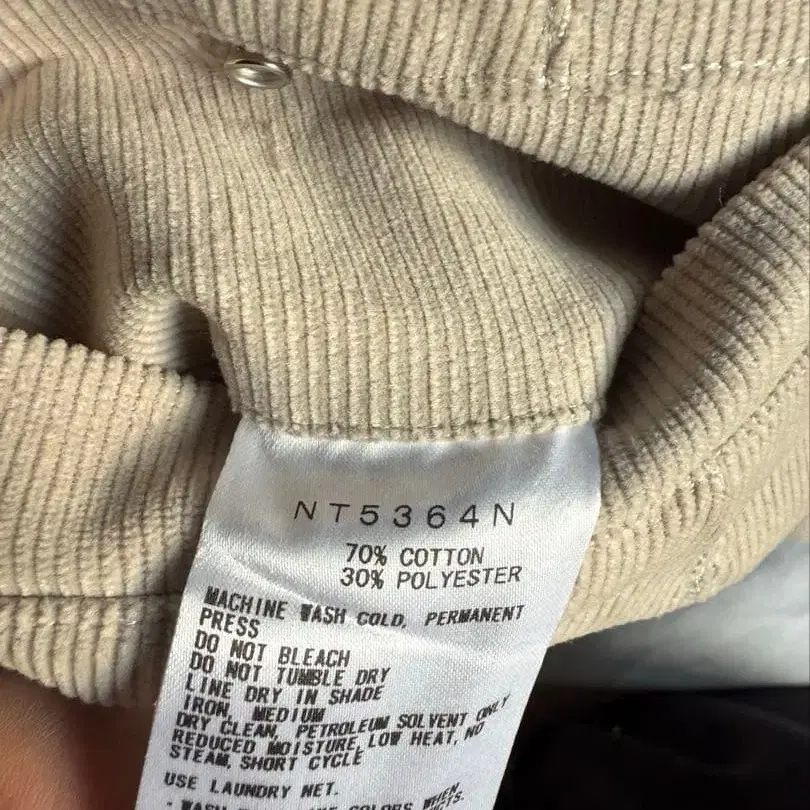 NT5364N
70% COTTON
30% POLYESTER
MACHINE WASH COLD, PERMANENT
PRESS
DO NOT BLEACH
DO NOT TUMBLE DRY
LINE DRY IN SHADE
IRON, MEDIUM
DRY CLEAN, PETROLEUM SOLVENT ONLY
REDUCED MOISTURE, LOW HEAT, NO
STEAM, SHORT CYCLE
USE LAUNDRY NET.
COLORS WHEN